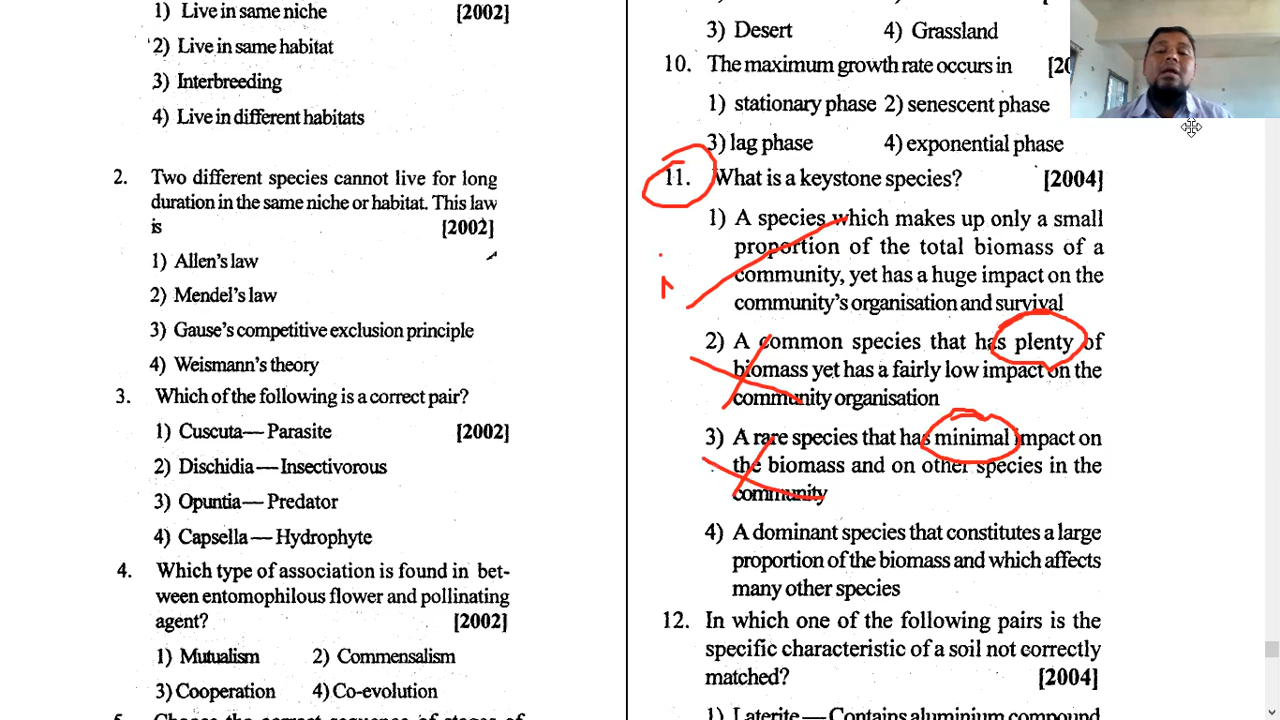 1) Live in same niche [2002]
2) Live in same habitat
3) Interbreeding
4) Live in different habitats
2. Two different species cannot live for long
duration in the same niche or habitat. This law
is [2002]
1) Allen's law
2) Mendel's law
3) Gause's competitive exclusion principle
4) Weismann's theory
3. Which of the following is a correct pair?
1) Cuscuta— Parasite [2002]
2) Dischidia— Insectivorous
3) Opuntia— Predator
4) Capsella— Hydrophyte
4. Which type of association is found in bet-
ween entomophilous flower and pollinating
agent? [2002]
1) Mutualism 2) Commensalism
3) Cooperation 4) Co-evolution
5. Choose the correct sequence of stages of
3) Desert 4) Grassland
10. The maximum growth rate occurs in
1) stationary phase 2) senescent phase
3) lag phase 4) exponential phase
11. What is a keystone species? [2004]
1) A species which makes up only a small
proportion of the total biomass of a
community, yet has a huge impact on the
community's organisation and survival
2) A common species that has plenty of
biomass yet has a fairly low impact on the
community organisation
3) A rare species that has minimal impact on
the biomass and on other species in the
community
4) A dominant species that constitutes a large
proportion of the biomass and which affects
many other species
12. In which one of the following pairs is the
specific characteristic of a soil not correctly
matched? [2004]
1) Laterite — Contains aluminium compound